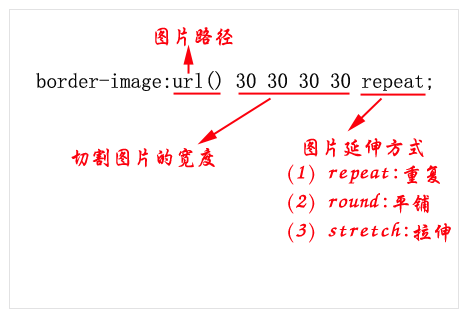 图片路径
border-image:url() 30 30 30 30 repeat;
切割图片的宽度
图片延伸方式
(1) repeat:重复
(2) round:平铺
(3) stretch:拉伸